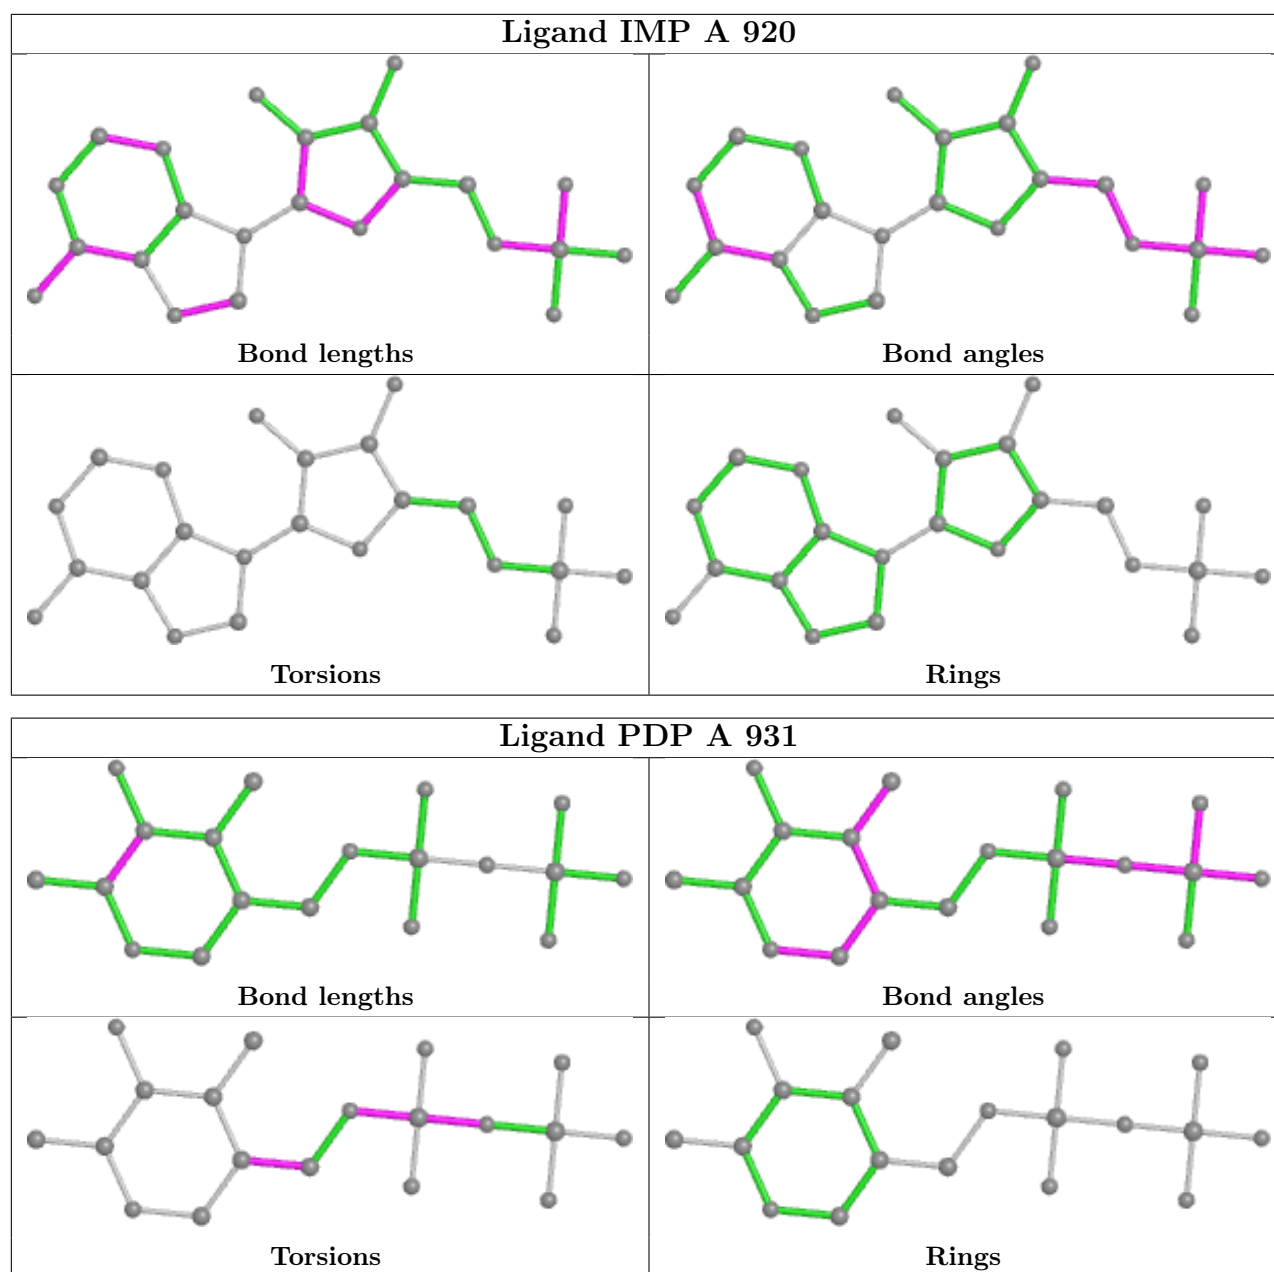 Ligand IMP A 920
Bond lengths
Bond angles
Torsions
Rings
Ligand PDP A 931
Bond lengths
Bond angles
Torsions
Rings